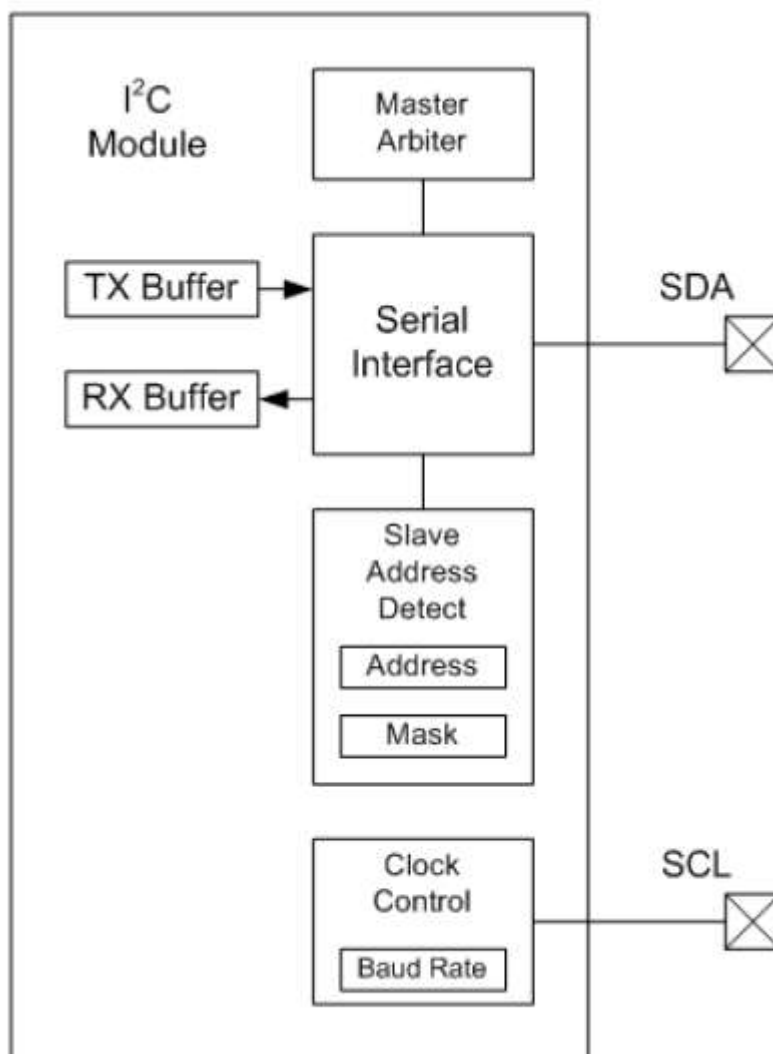 I²C
Module
Master
Arbiter
TX Buffer
RX Buffer
Serial
Interface
SDA
Slave
Address
Detect
Address
Mask
Clock
Control
Baud Rate
SCL